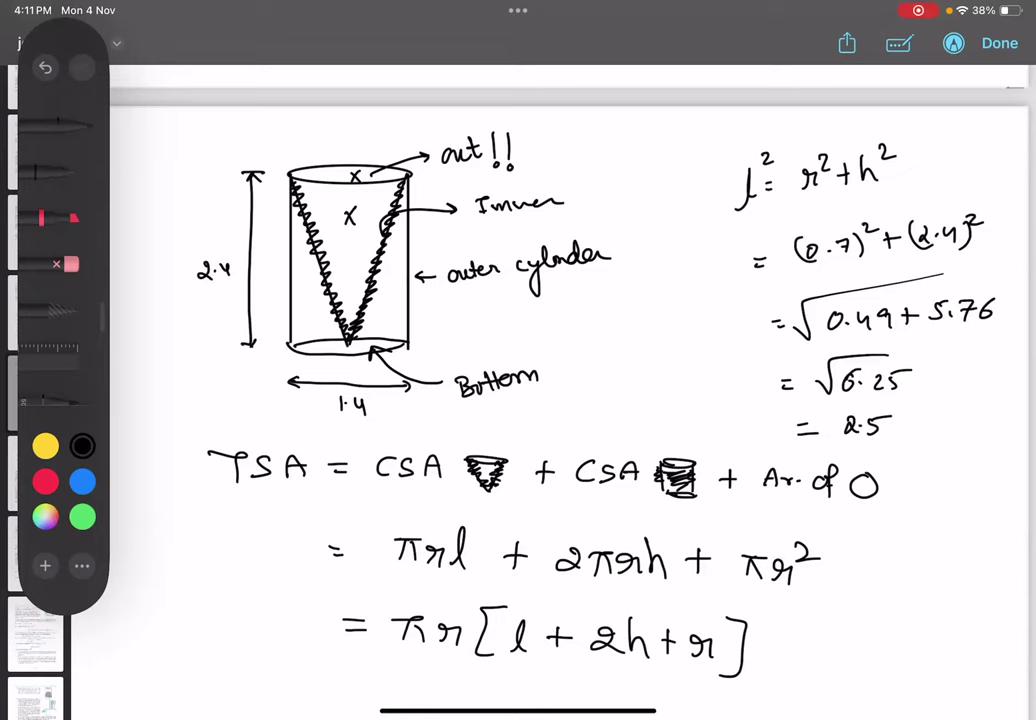 4:11 PM Mon 4 Nov
38%
Done
out!!
Inner
outer cylinder
2.4
Bottom
1.4
l² = r² + h²
= (0.7)² + (2.4)²
= √0.49 + 5.76
= √6.25
= 2.5
TSA = CSA + CSA + Ar. of O
= πrl + 2πrh + πr²
= πr[l + 2h + r]